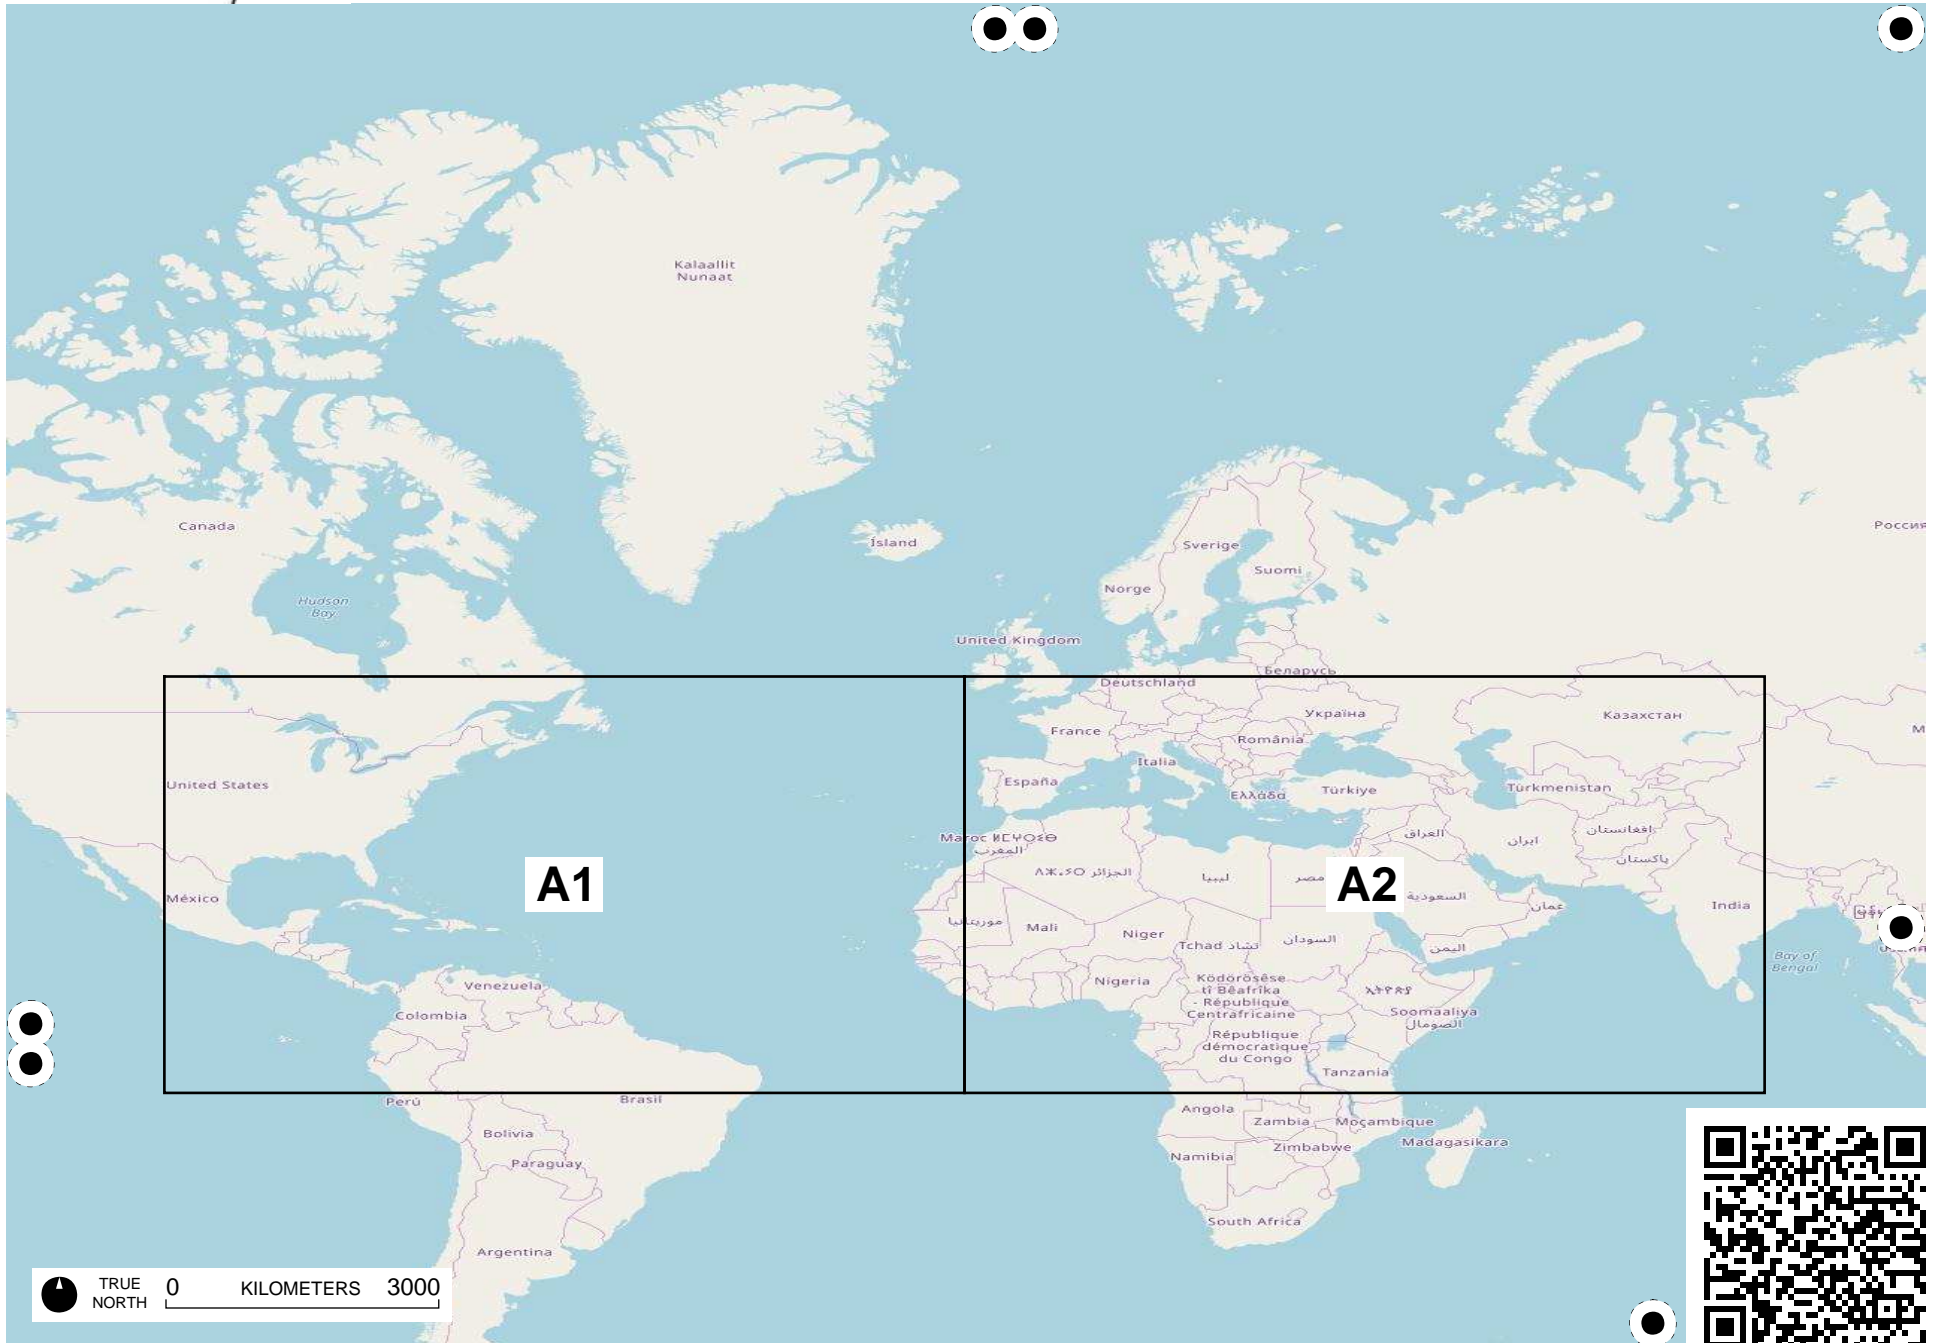 Kalaallit
Nunaat
Canada
Россия
Ísland
Sverige
Suomi
Norge
Hudson
Bay
United Kingdom
Беларусь
Deutschland
Україна
Казахстан
France
România
Italia
United States
España
Ελλάδα
Türkiye
Türkmenistan
العراق
افغانستان
ایران
Maroc ⵍⵎⵖⵔⵉⴱ
المغرب
پاکستان
الجزائر
ليبيا
مصر
A1
A2
السعودية
México
India
عمان
موريتانيا
Mali
Niger
Tchad تشاد
السودان
اليمن
Bay of
Bengal
Venezuela
Nigeria
Ködörösêse
tî Bêafrîka
- République
Centrafricaine
ኢትዮጵያ
Colombia
Soomaaliya
الصومال
République
démocratique
du Congo
Tanzania
Perú
Brasil
Angola
Zambia
Moçambique
Bolivia
Zimbabwe
Madagasikara
Paraguay
Namibia
South Africa
Argentina
TRUE
NORTH
0 KILOMETERS 3000